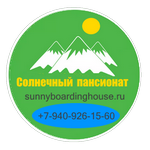 Солнечный пансионат
sunnyboardinghouse.ru
+7-940-926-15-60